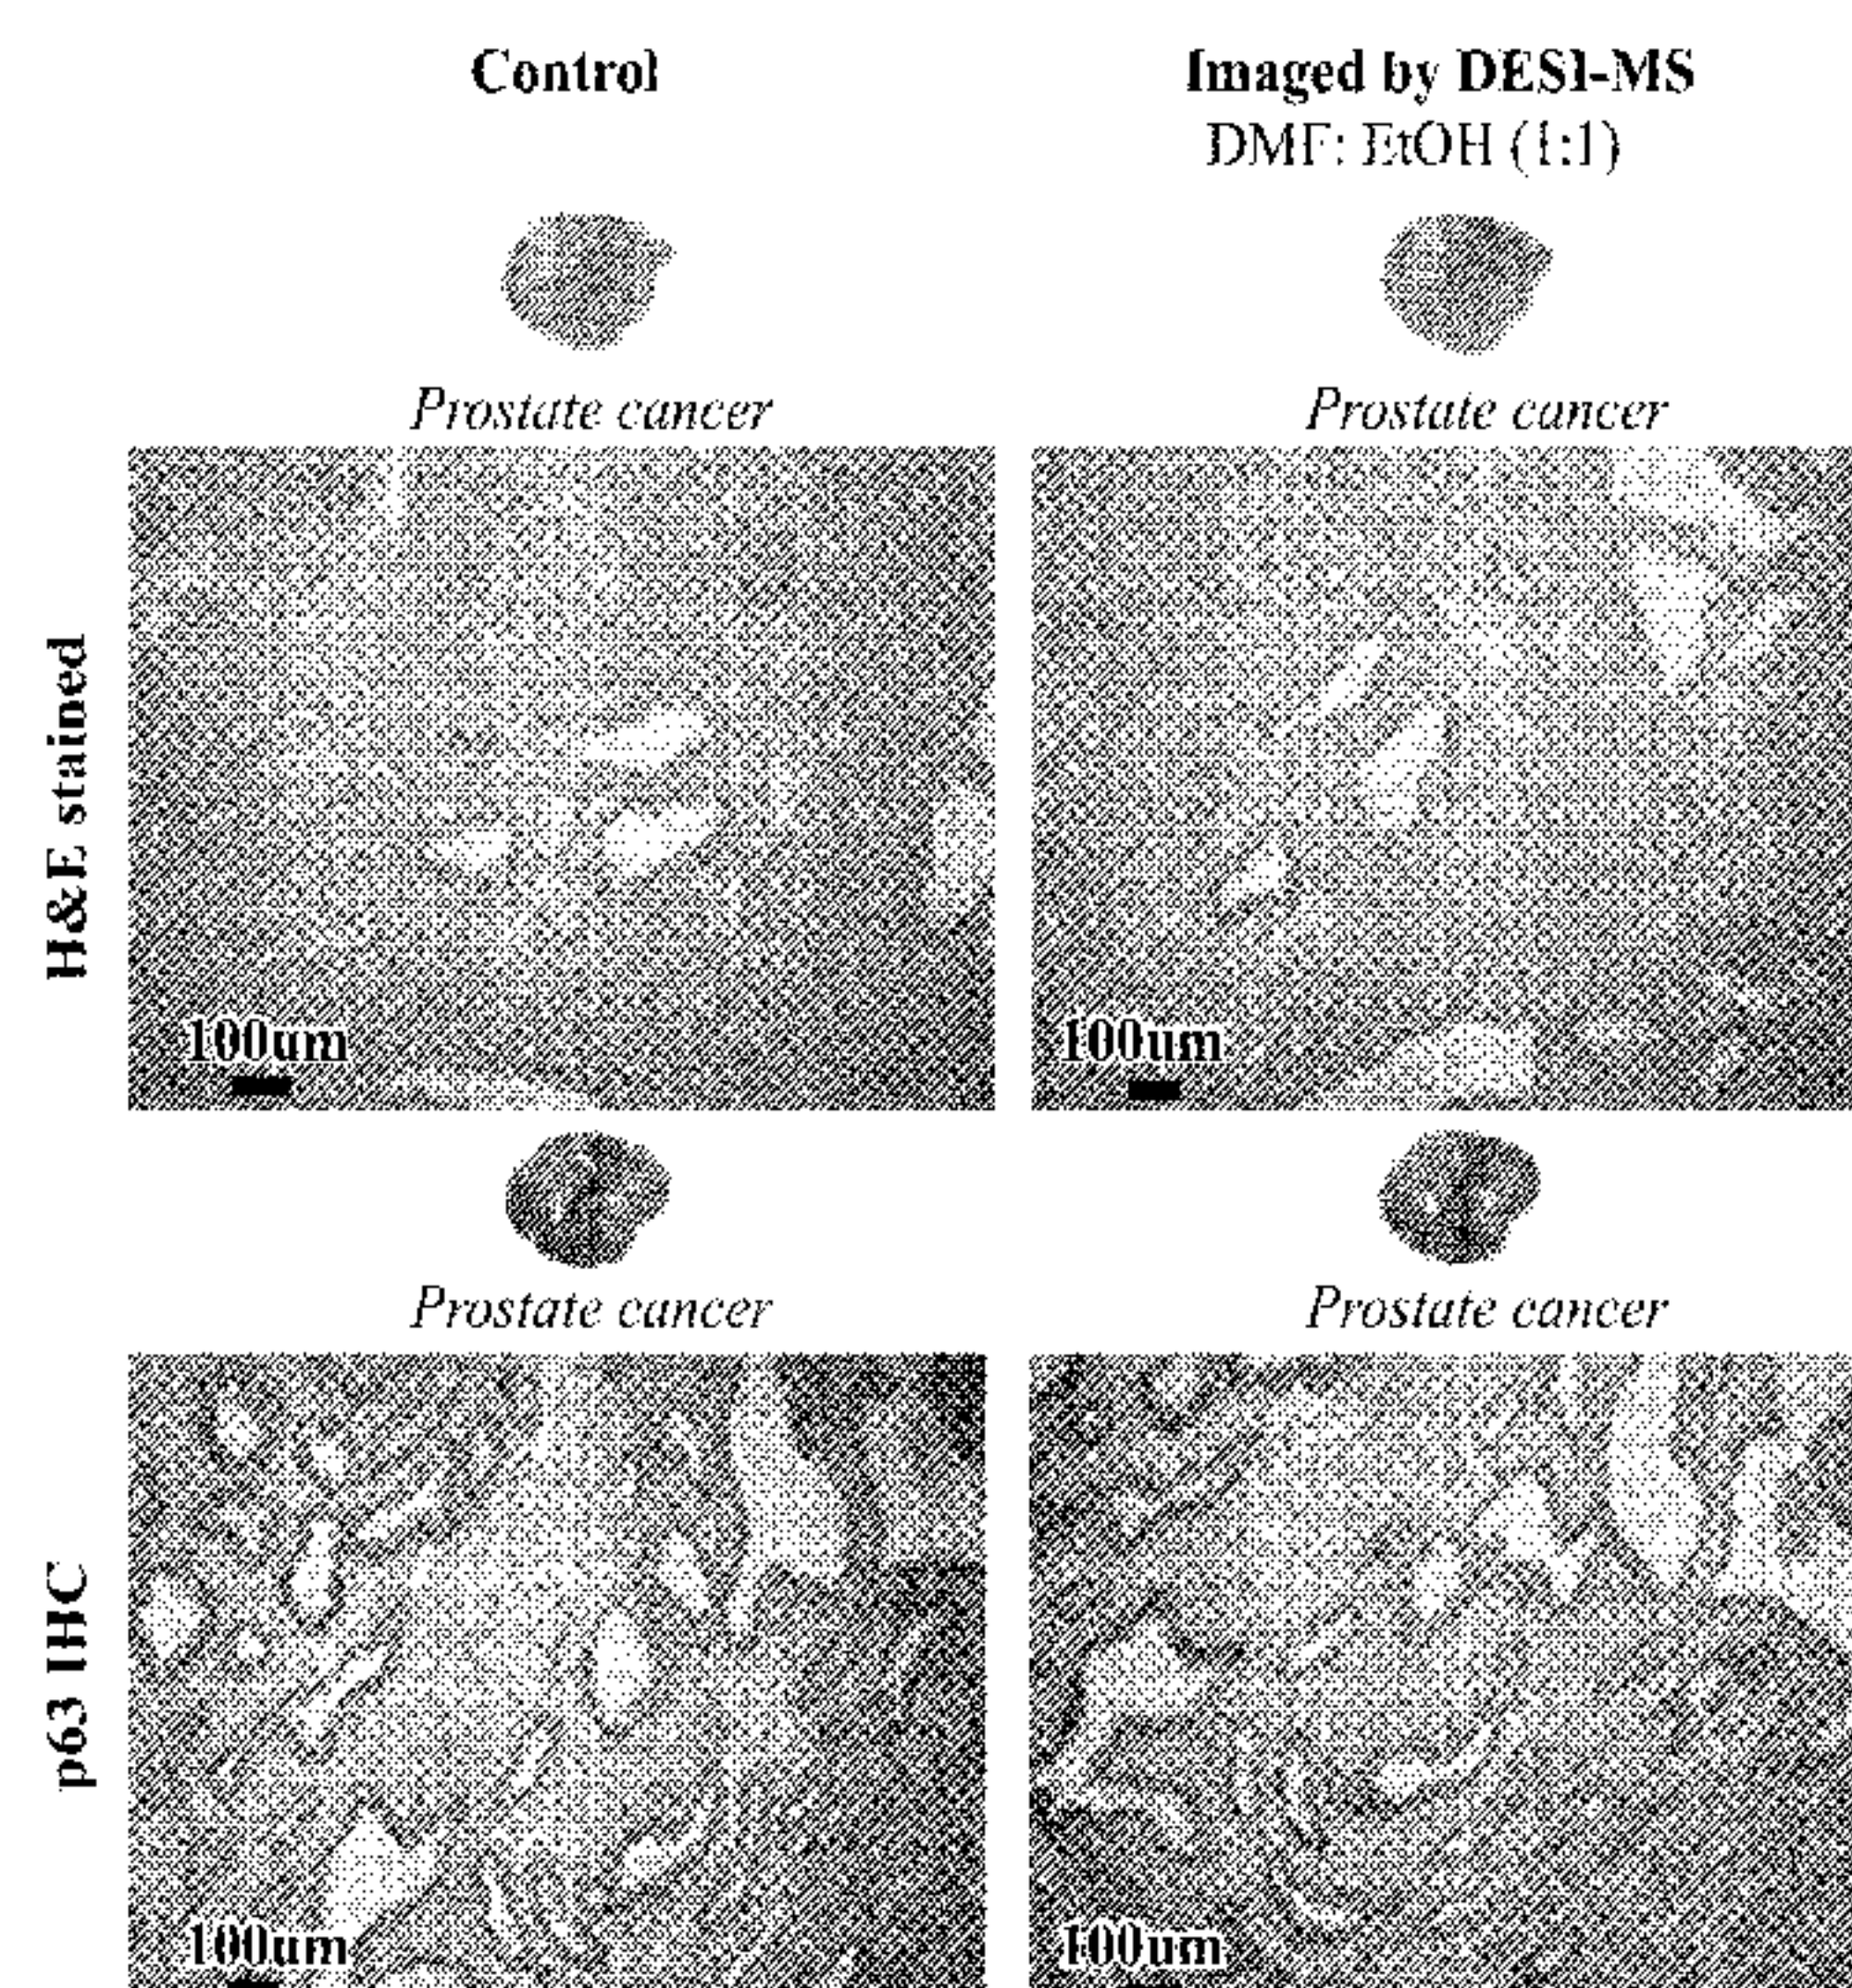 Control
Imaged by DESI-MS
DMF: EtOH (1:1)
Prostate cancer
Prostate cancer
H&E stained
100um
100um
Prostate cancer
Prostate cancer
p63 IHC
100um
100um